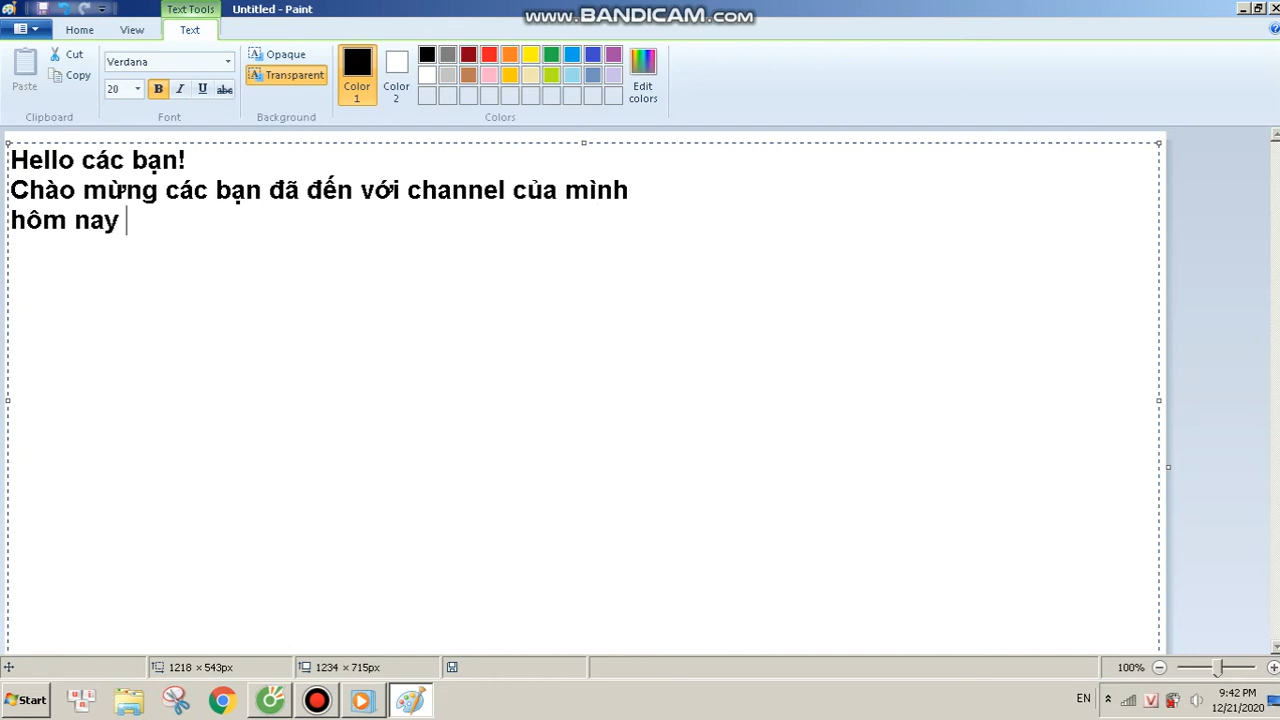 Text Tools
Untitled - Paint
www.BANDICAM.com
Home
View
Text
Paste
Cut
Copy
Clipboard
Verdana
20
B
I
U
abc
Font
Opaque
Transparent
Background
Color 1
Color 2
Edit colors
Colors
Hello các bạn!
Chào mừng các bạn đã đến với channel của mình
hôm nay
1218 × 543px
1234 × 715px
100%
Start
EN
9:42 PM
12/21/2020